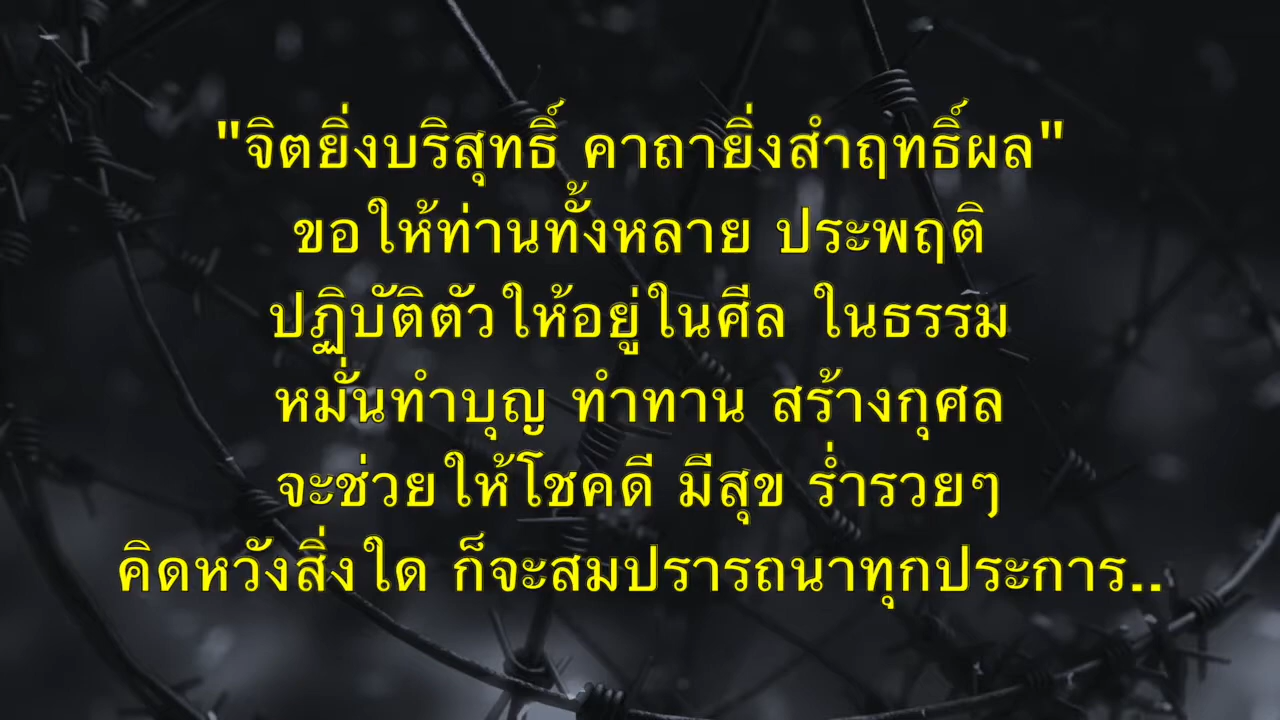 "จิตยิ่งบริสุทธิ์ คาถายิ่งสำฤทธิ์ผล"
ขอให้ท่านทั้งหลาย ประพฤติ
ปฏิบัติตัวให้อยู่ในศีล ในธรรม
หมั่นทำบุญ ทำทาน สร้างกุศล
จะช่วยให้โชคดี มีสุข ร่ำรวยๆ
คิดหวังสิ่งใด ก็จะสมปรารถนาทุกประการ..